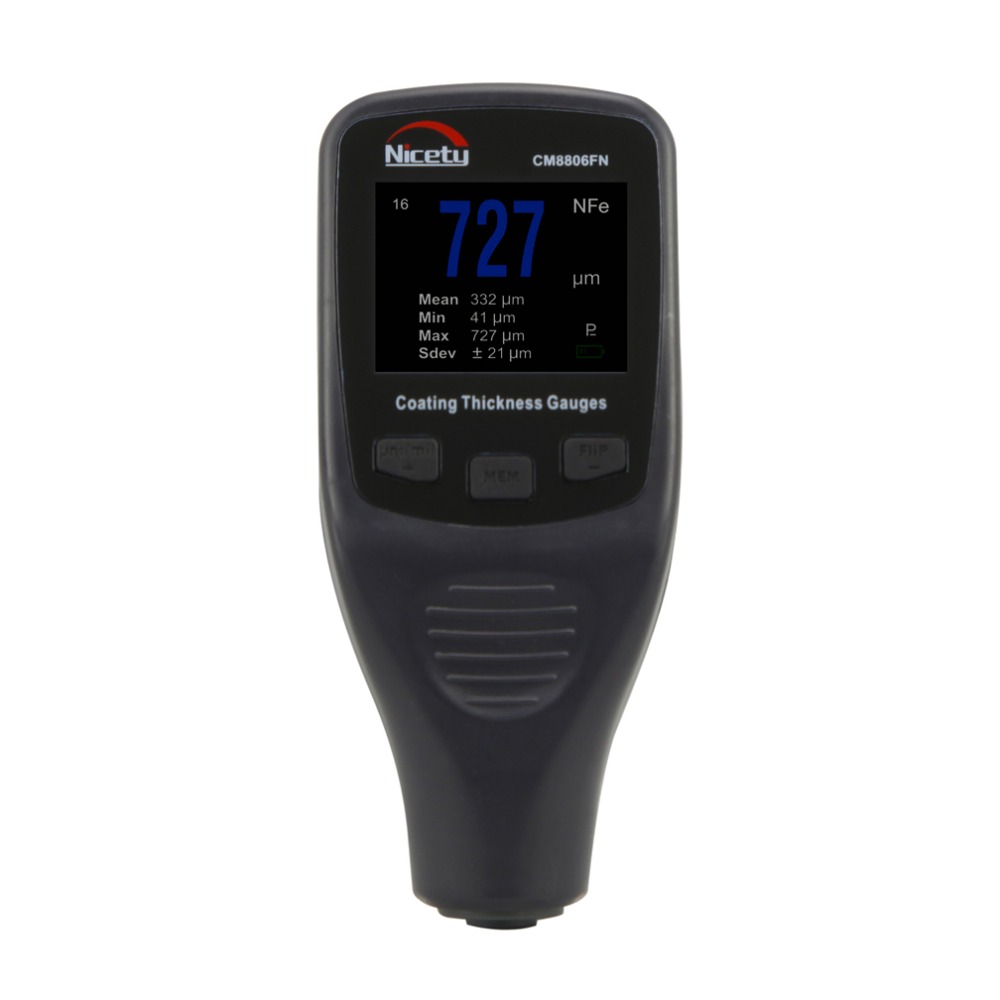 Nicety
CM8806FN
16
727
NFe
µm
Mean 332 µm
Min 41 µm
Max 727 µm
Sdev ± 21 µm
P
Coating Thickness Gauges
MEM
FlIP
+
−